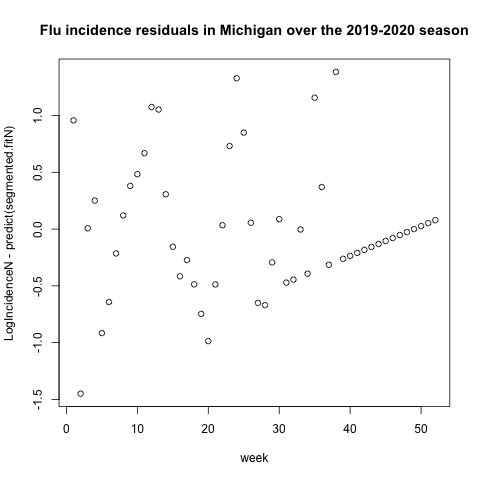 Flu incidence residuals in Michigan over the 2019-2020 season
LogIncidenceN - predict(segmented.fitN)
1.0
0.5
0.0
-0.5
-1.0
-1.5
0 10 20 30 40 50
week